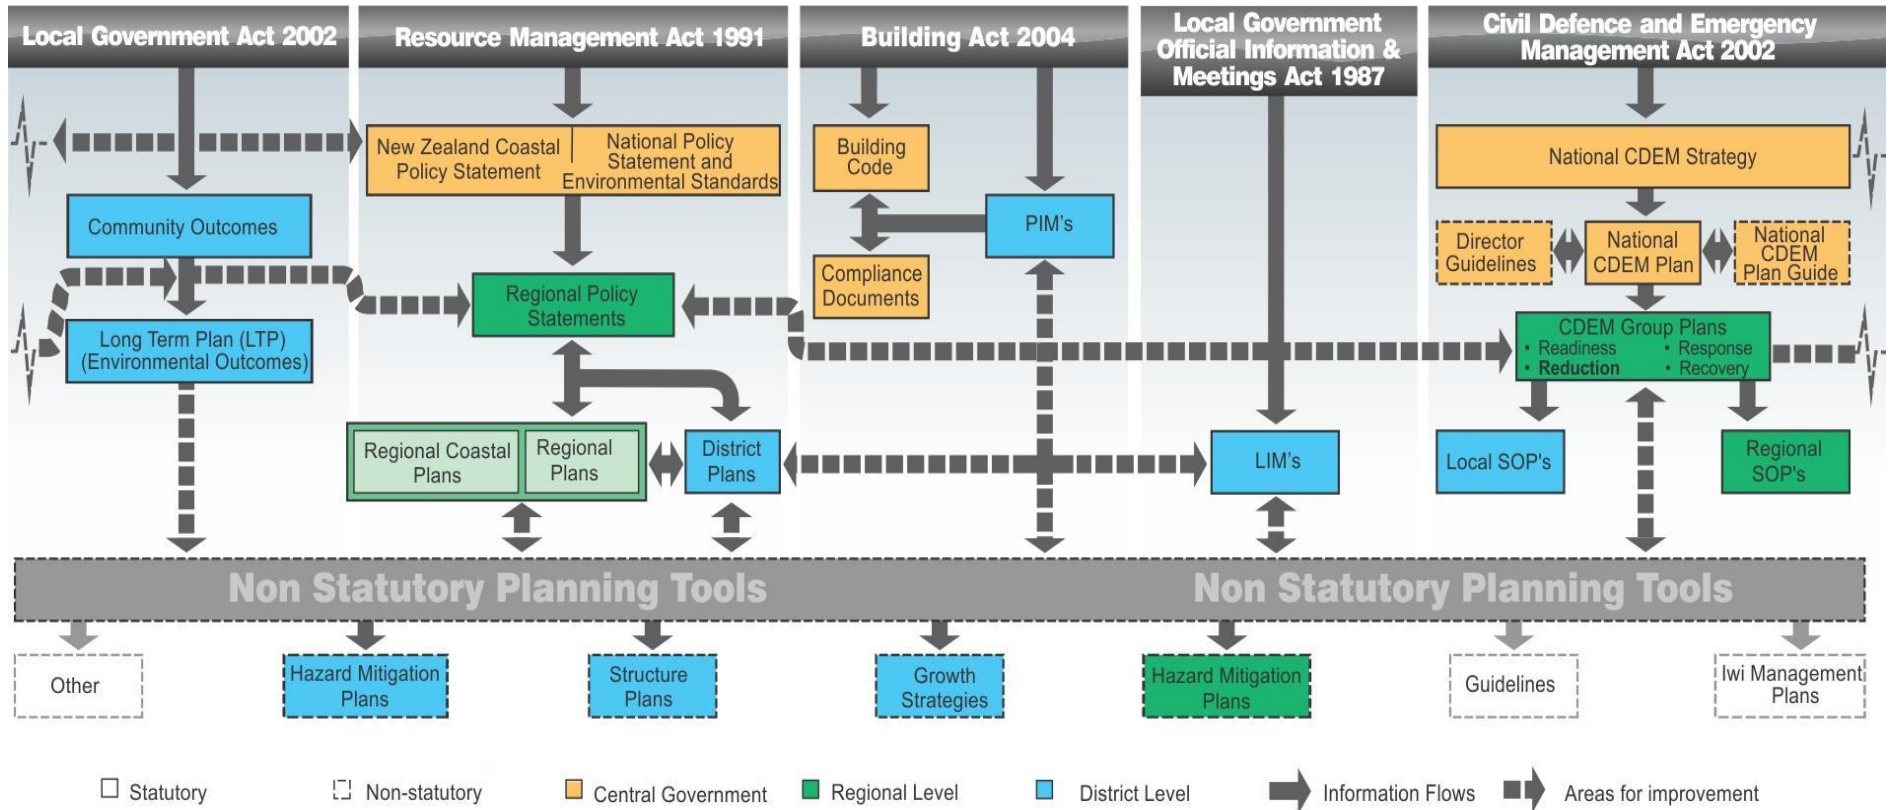 Local Government Act 2002
Resource Management Act 1991
Building Act 2004
Local Government
Official Information &
Meetings Act 1987
Civil Defence and Emergency
Management Act 2002
New Zealand Coastal
Policy Statement
National Policy
Statement and
Environmental Standards
Building
Code
National CDEM Strategy
Community Outcomes
PIM's
Director
Guidelines
National
CDEM Plan
National
CDEM
Plan Guide
Compliance
Documents
Regional Policy
Statements
Long Term Plan (LTP)
(Environmental Outcomes)
CDEM Group Plans
• Readiness • Response
• Reduction • Recovery
Regional Coastal
Plans
Regional
Plans
District
Plans
LIM's
Local SOP's
Regional
SOP's
Non Statutory Planning Tools Non Statutory Planning Tools
Other
Hazard Mitigation
Plans
Structure
Plans
Growth
Strategies
Hazard Mitigation
Plans
Guidelines
Iwi Management
Plans
Statutory Non-statutory Central Government Regional Level District Level Information Flows Areas for improvement